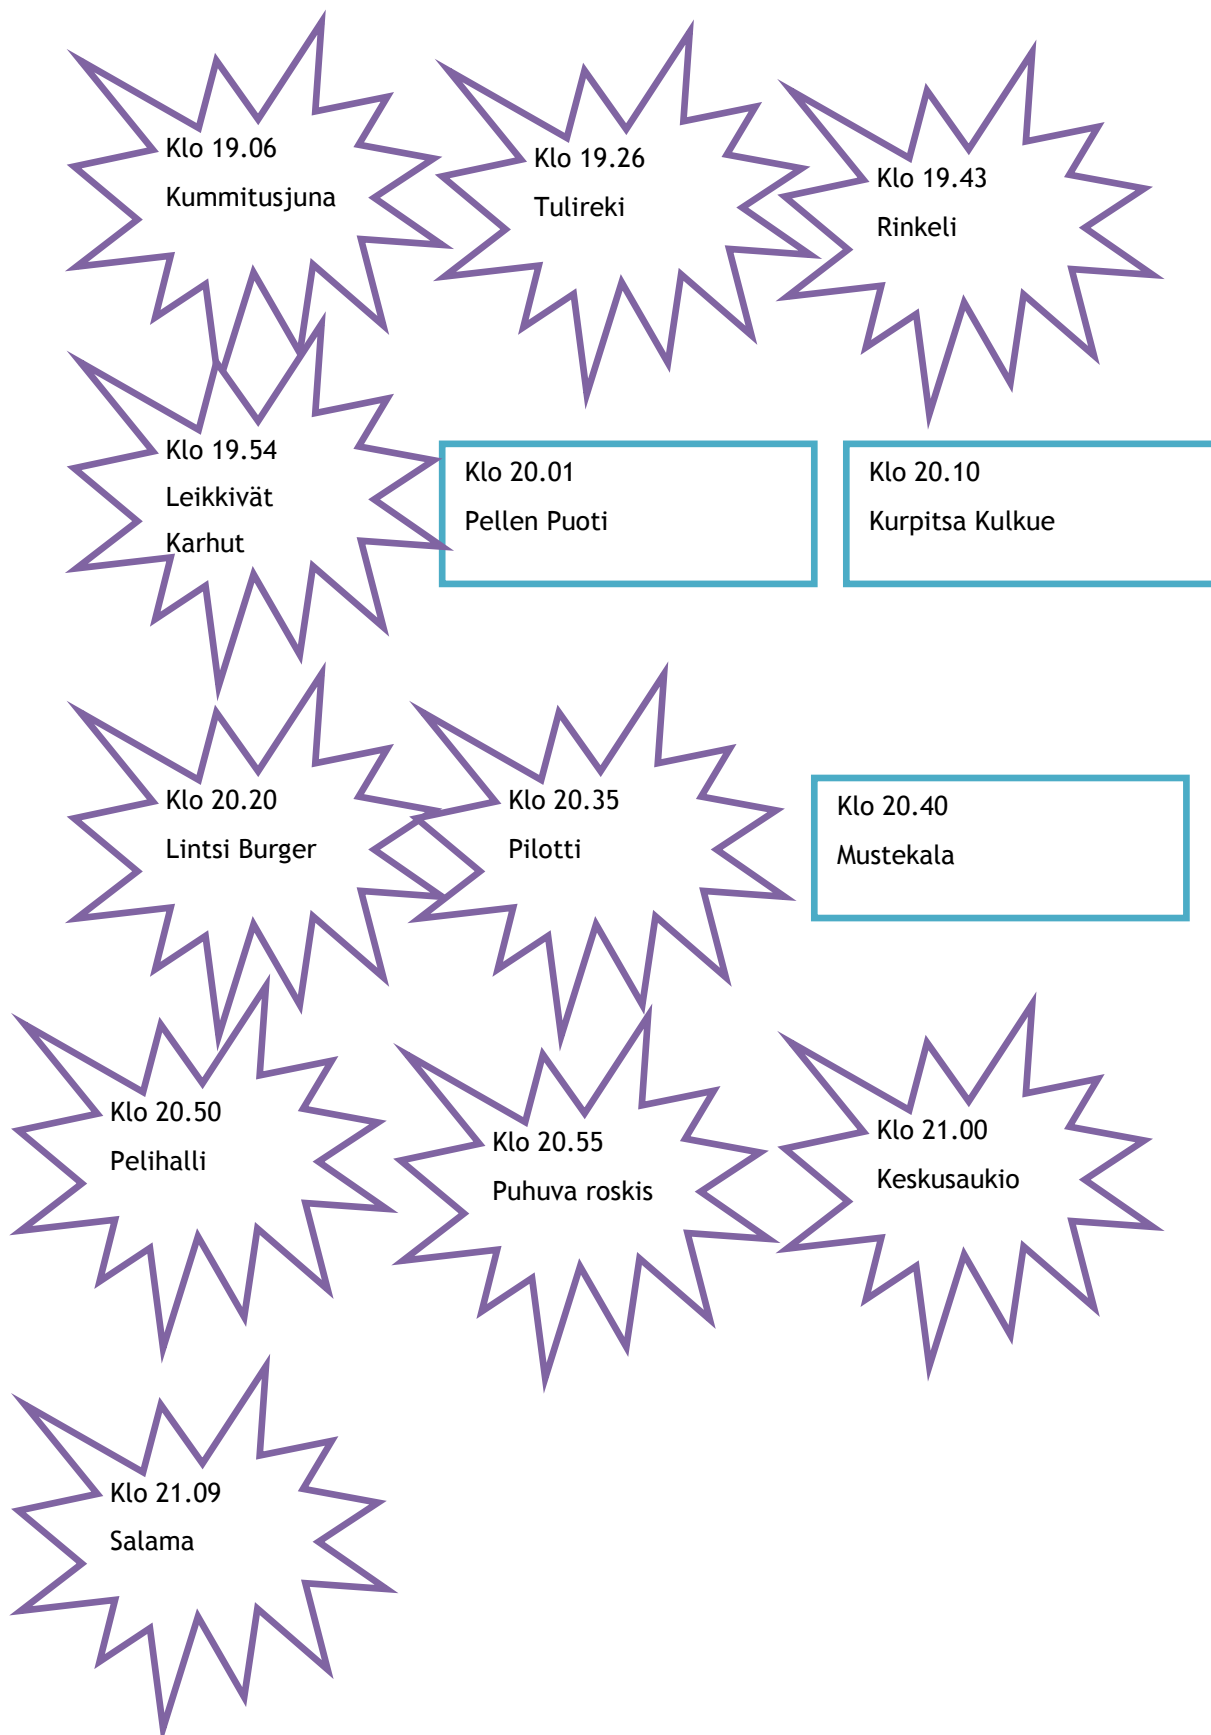 Klo 19.06
Kummitusjuna
Klo 19.26
Tulireki
Klo 19.43
Rinkeli
Klo 19.54
Leikkivät
Karhut
Klo 20.01
Pellen Puoti
Klo 20.10
Kurpitsa Kulkue
Klo 20.20
Lintsi Burger
Klo 20.35
Pilotti
Klo 20.40
Mustekala
Klo 20.50
Pelihalli
Klo 20.55
Puhuva roskis
Klo 21.00
Keskusaukio
Klo 21.09
Salama